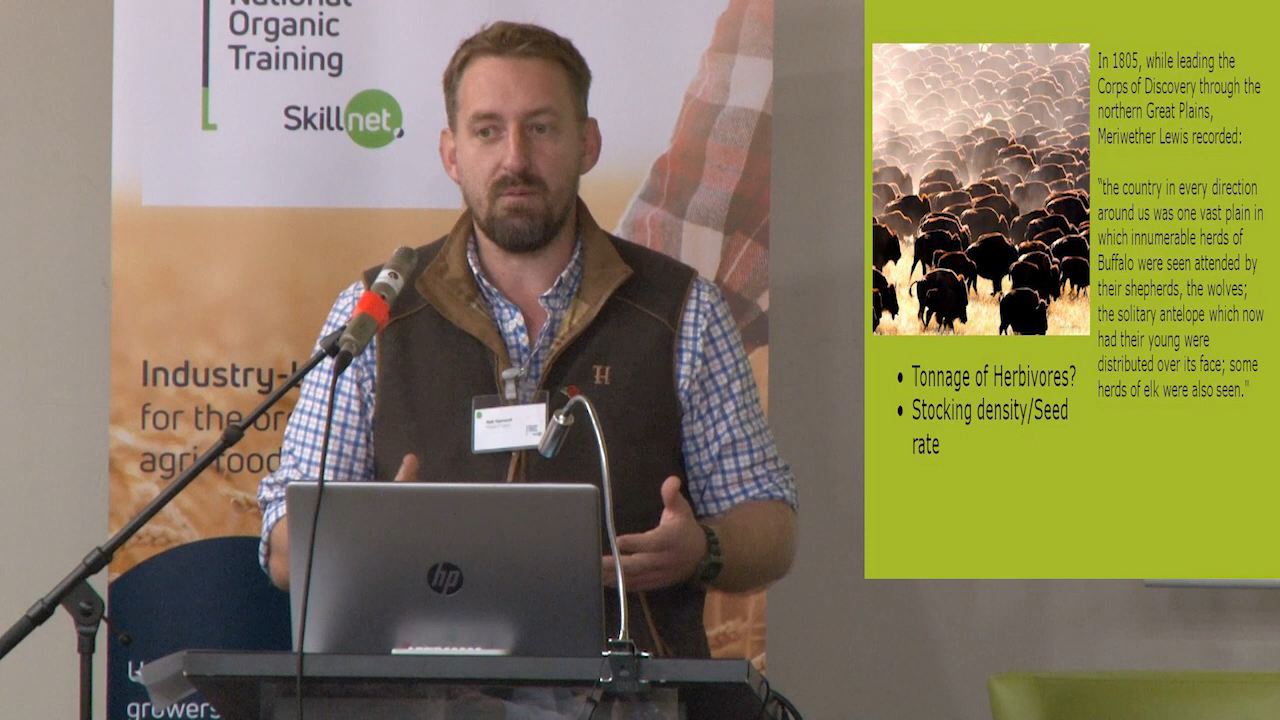 National
Organic
Training
Skillnet
Industry-
for the or
agri-food
growers
hp
H
In 1805, while leading the
Corps of Discovery through the
northern Great Plains,
Meriwether Lewis recorded:
"the country in every direction
around us was one vast plain in
which innumerable herds of
Buffalo were seen attended by
their shepherds, the wolves;
the solitary antelope which now
had their young were
distributed over its face; some
herds of elk were also seen."
• Tonnage of Herbivores?
• Stocking density/Seed
rate